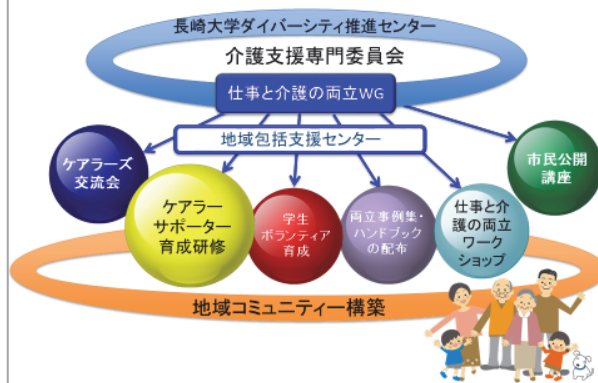 長崎大学ダイバーシティ推進センター
介護支援専門委員会
仕事と介護の両立WG
地域包括支援センター
ケアラーズ
交流会
ケアラー
サポーター
育成研修
学生
ボランティア
育成
両立事例集・
ハンドブック
の配布
仕事と介
護の両立
ワーク
ショップ
市民公開
講座
地域コミュニティー構築